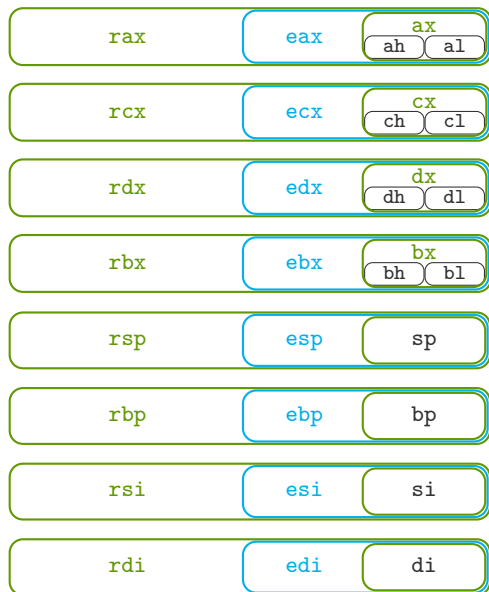 rax eax ax
ah al
rcx ecx cx
ch cl
rdx edx dx
dh dl
rbx ebx bx
bh bl
rsp esp sp
rbp ebp bp
rsi esi si
rdi edi di